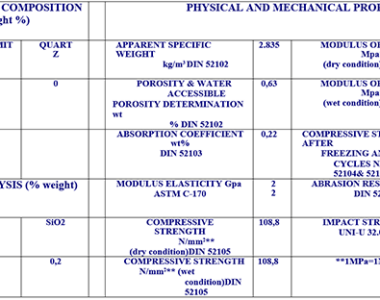 COMPOSITION
ght %)
PHYSICAL AND MECHANICAL PRO
MIT
QUART
Z
APPARENT SPECIFIC
WEIGHT
kg/m³ DIN 52102
2.835
MODULUS O
Mpa
(dry condition)
0
POROSITY & WATER
ACCESSIBLE
POROSITY DETERMINATION
wt
% DIN 52102
0,63
MODULUS O
Mpa
(wet condition)
ABSORPTION COEFFICIENT
wt%
DIN 52103
0,22
COMPRESSIVE ST
AFTER
FREEZING AN
CYCLES N
52104& 521
YSIS (% weight)
MODULUS ELASTICITY Gpa
ASTM C-170
2
2
ABRASION RES
DIN 52
SiO2
COMPRESSIVE
STRENGTH
N/mm²**
(dry condition)DIN
52105
108,8
IMPACT STR
UNI-U 32.
0,2
COMPRESSIVE STRENGTH
N/mm²** (wet
condition)DIN
52105
108,8
**1MPa=1